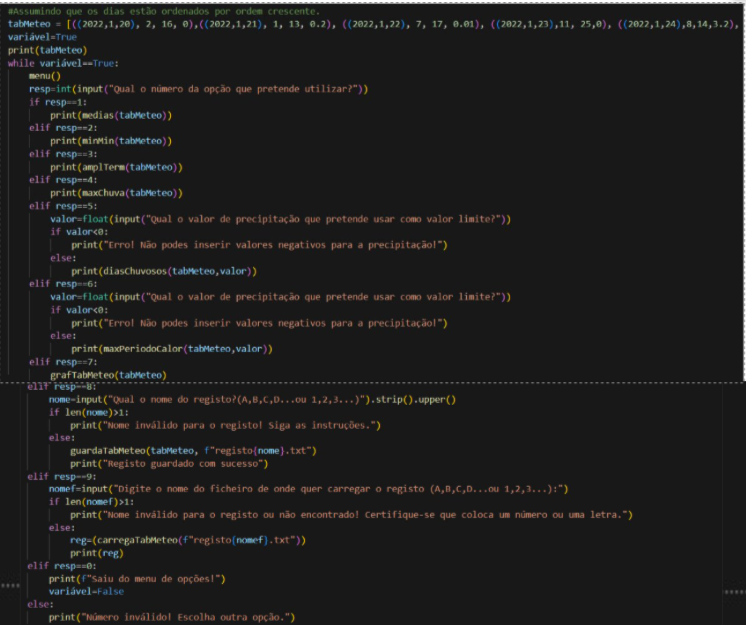 #Assumindo que os dias estão ordenados por ordem crescente.
tabMeteo = [((2022,1,20), 2, 16, 0),((2022,1,21), 1, 13, 0.2), ((2022,1,22), 7, 17, 0.01), ((2022,1,23),11, 25,0), ((2022,1,24),8,14,3.2),
variável=True
print(tabMeteo)
while variável==True:
    menu()
    resp=int(input("Qual o número da opção que pretende utilizar?"))
    if resp==1:
        print(medias(tabMeteo))
    elif resp==2:
        print(minMin(tabMeteo))
    elif resp==3:
        print(amplTerm(tabMeteo))
    elif resp==4:
        print(maxChuva(tabMeteo))
    elif resp==5:
        valor=float(input("Qual o valor de precipitação que pretende usar como valor limite?"))
        if valor<0:
            print("Erro! Não podes inserir valores negativos para a precipitação!")
        else:
            print(diasChuvosos(tabMeteo,valor))
    elif resp==6:
        valor=float(input("Qual o valor de precipitação que pretende usar como valor limite?"))
        if valor<0:
            print("Erro! Não podes inserir valores negativos para a precipitação!")
        else:
            print(maxPeriodoCalor(tabMeteo,valor))
    elif resp==7:
        grafTabMeteo(tabMeteo)
    elif resp==8:
        nome=input("Qual o nome do registo?(A,B,C,D...ou 1,2,3...)").strip().upper()
        if len(nome)>1:
            print("Nome inválido para o registo! Siga as instruções.")
        else:
            guardaTabMeteo(tabMeteo, f"registo{nome}.txt")
            print("Registo guardado com sucesso")
    elif resp==9:
        nomef=input("Digite o nome do ficheiro de onde quer carregar o registo (A,B,C,D...ou 1,2,3...):")
        if len(nomef)>1:
            print("Nome inválido para o registo ou não encontrado! Certifique-se que coloca um número ou uma letra.")
        else:
            reg=(carregaTabMeteo(f"registo{nomef}.txt"))
            print(reg)
    elif resp==0:
        print(f"Saiu do menu de opções!")
        variável=False
    else:
        print("Número inválido! Escolha outra opção.")